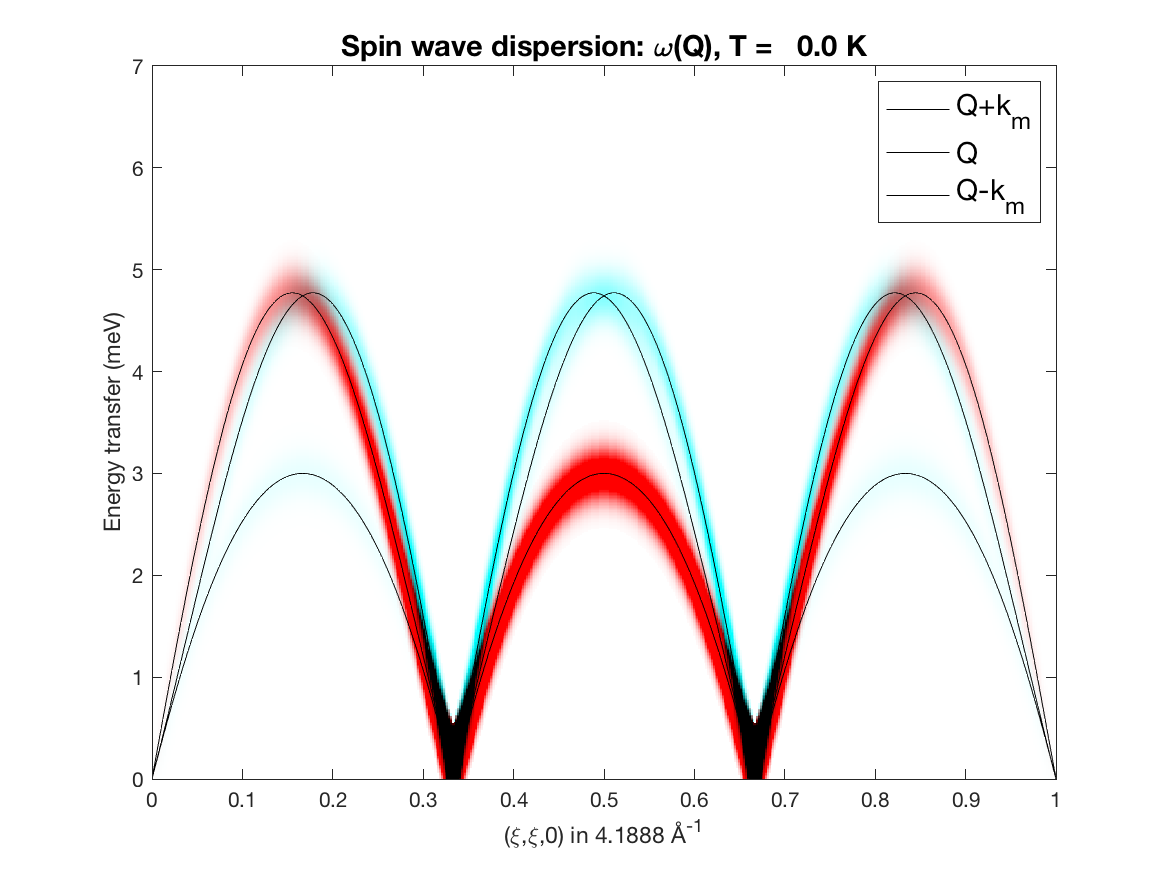 Spin wave dispersion: ω(Q), T = 0.0 K
7
6
5
4
3
2
1
0
Energy transfer (meV)
Q+k_m
Q
Q-k_m
0 0.1 0.2 0.3 0.4 0.5 0.6 0.7 0.8 0.9 1
(ξ,ξ,0) in 4.1888 Å⁻¹